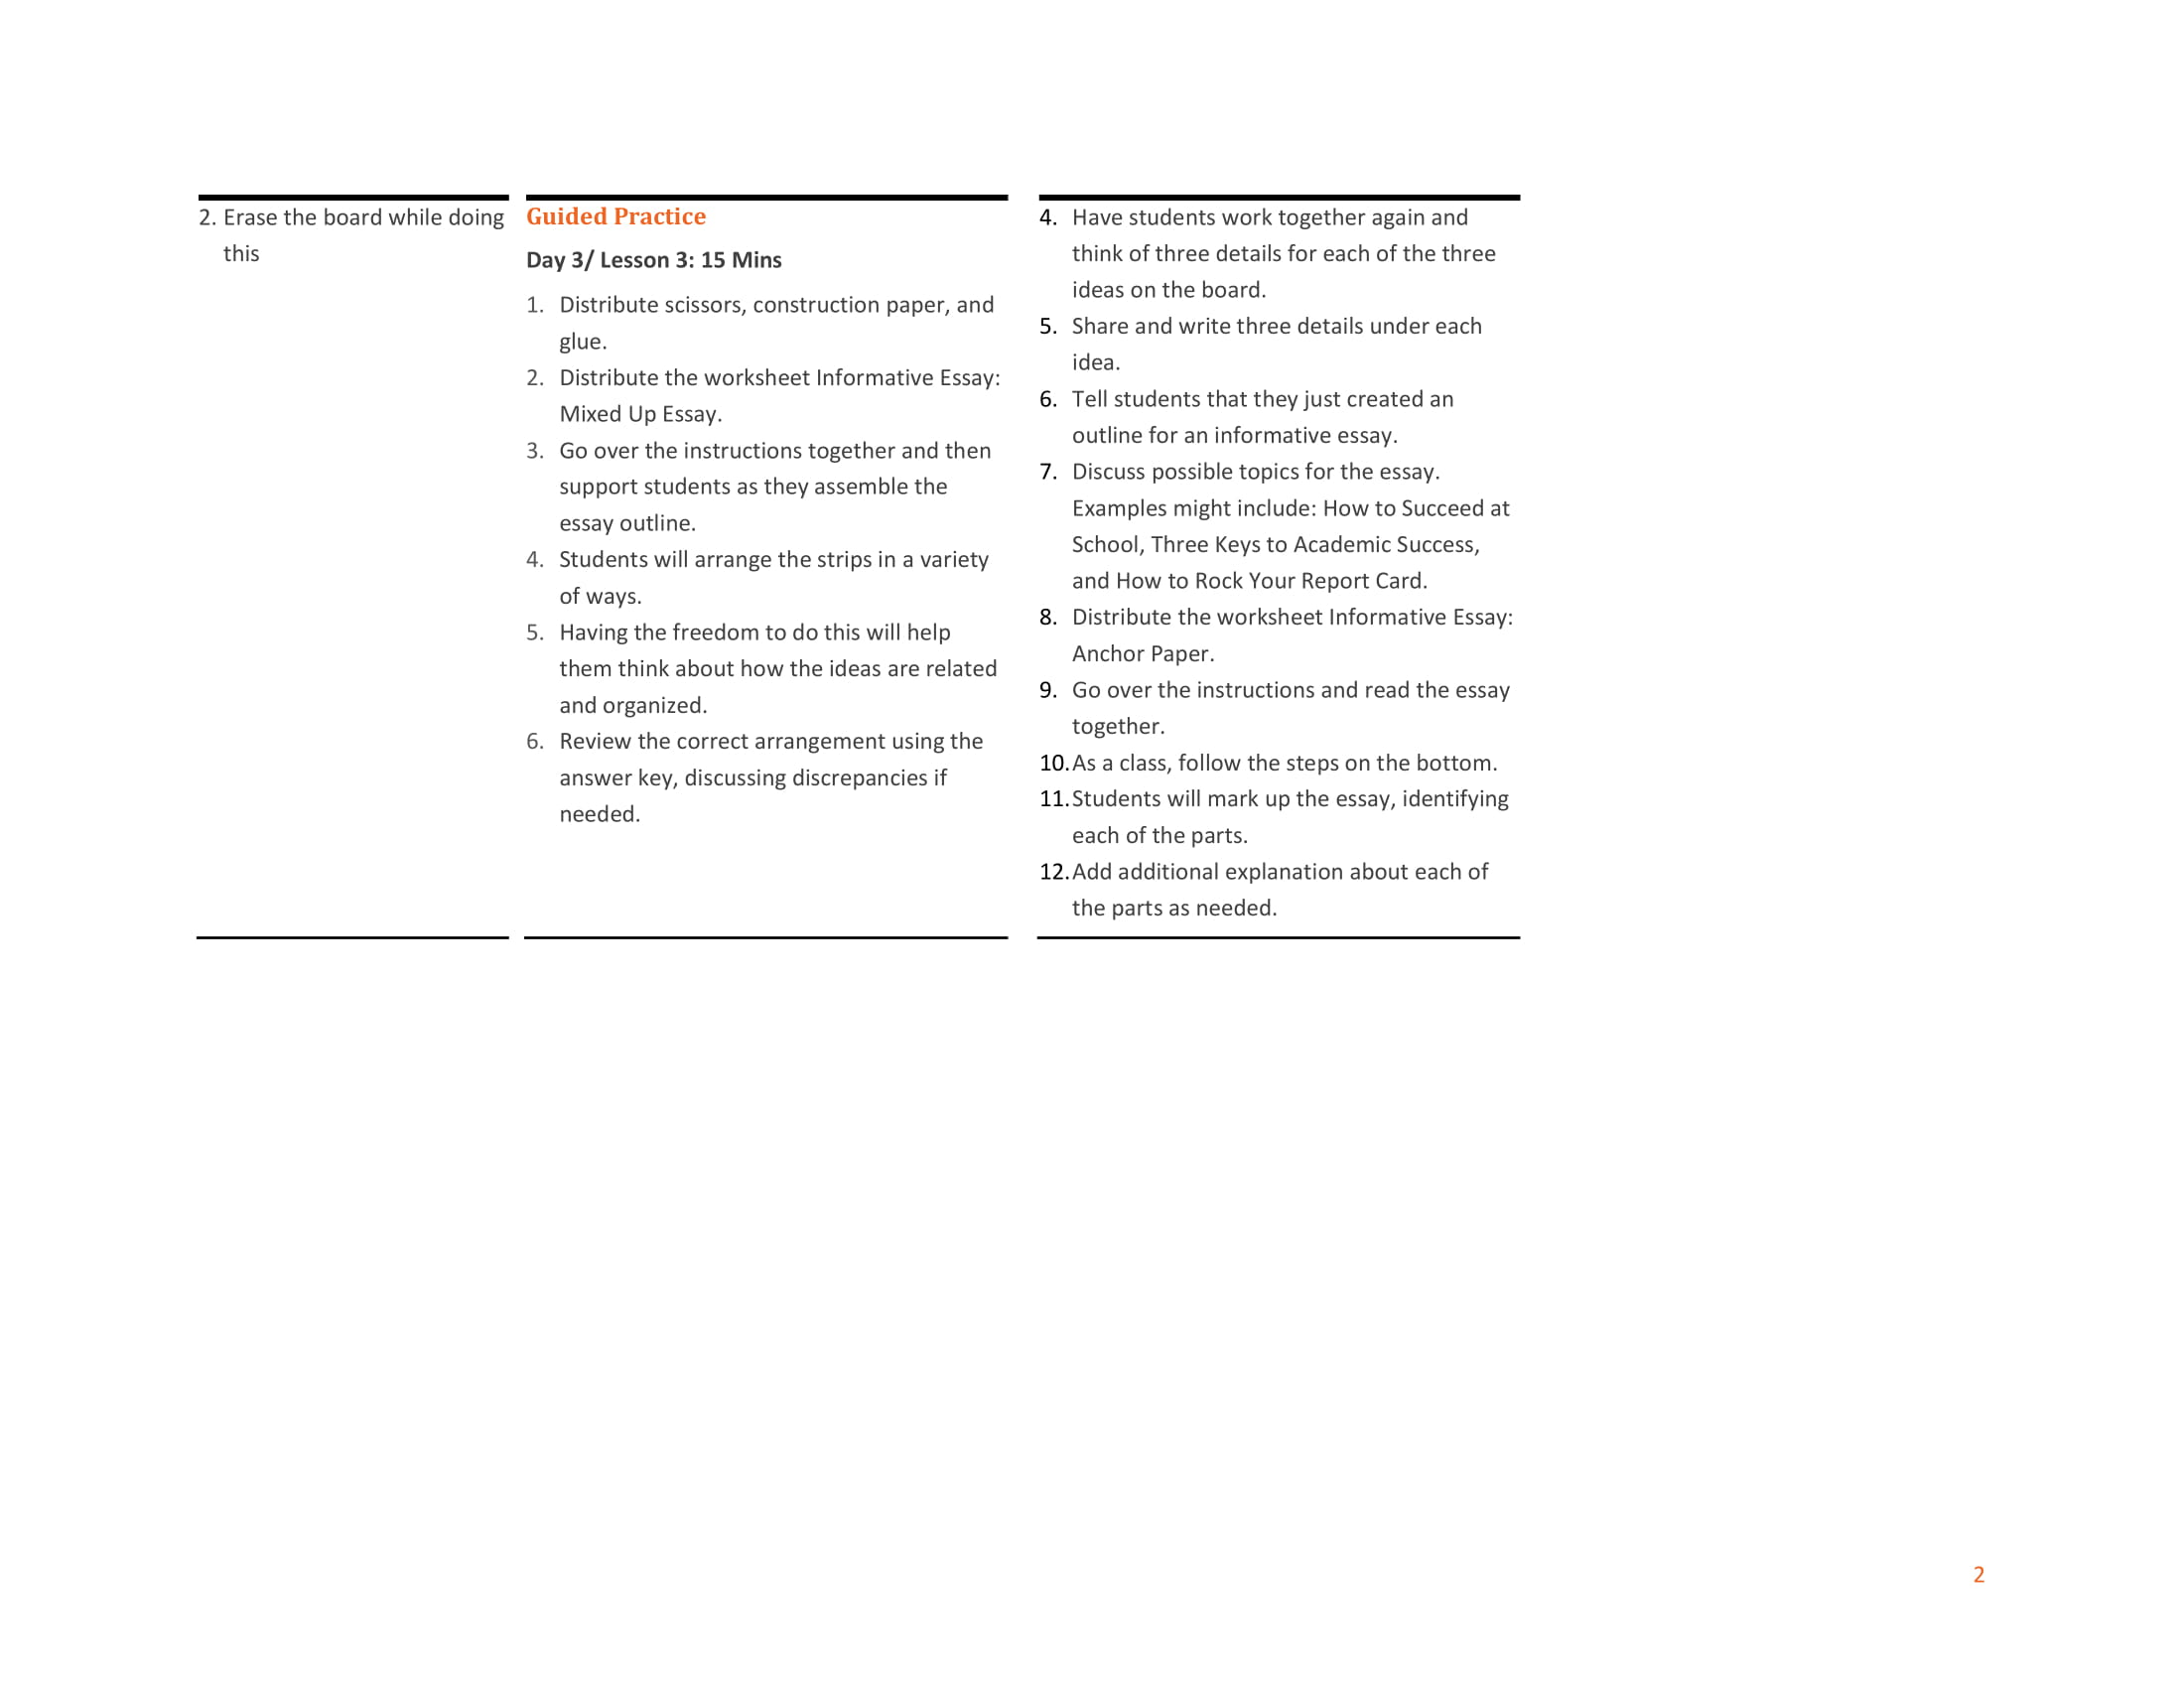 2. Erase the board while doing
this
Guided Practice
Day 3/ Lesson 3: 15 Mins
1. Distribute scissors, construction paper, and
glue.
2. Distribute the worksheet Informative Essay:
Mixed Up Essay.
3. Go over the instructions together and then
support students as they assemble the
essay outline.
4. Students will arrange the strips in a variety
of ways.
5. Having the freedom to do this will help
them think about how the ideas are related
and organized.
6. Review the correct arrangement using the
answer key, discussing discrepancies if
needed.
4. Have students work together again and
think of three details for each of the three
ideas on the board.
5. Share and write three details under each
idea.
6. Tell students that they just created an
outline for an informative essay.
7. Discuss possible topics for the essay.
Examples might include: How to Succeed at
School, Three Keys to Academic Success,
and How to Rock Your Report Card.
8. Distribute the worksheet Informative Essay:
Anchor Paper.
9. Go over the instructions and read the essay
together.
10. As a class, follow the steps on the bottom.
11. Students will mark up the essay, identifying
each of the parts.
12. Add additional explanation about each of
the parts as needed.
2